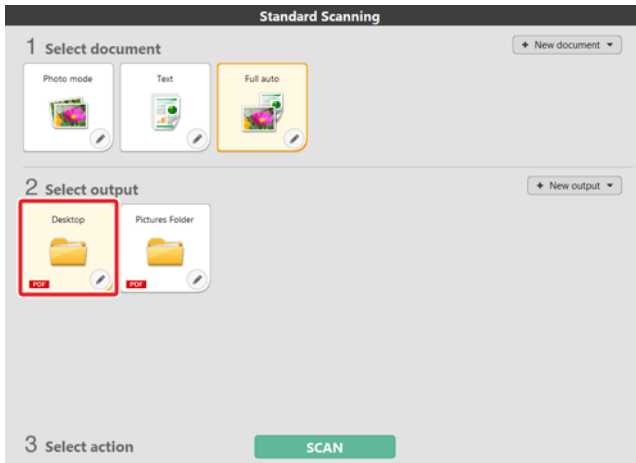 Standard Scanning
1 Select document
+ New document
Photo mode
Text
Full auto
2 Select output
+ New output
Desktop
Pictures Folder
PDF
PDF
3 Select action
SCAN